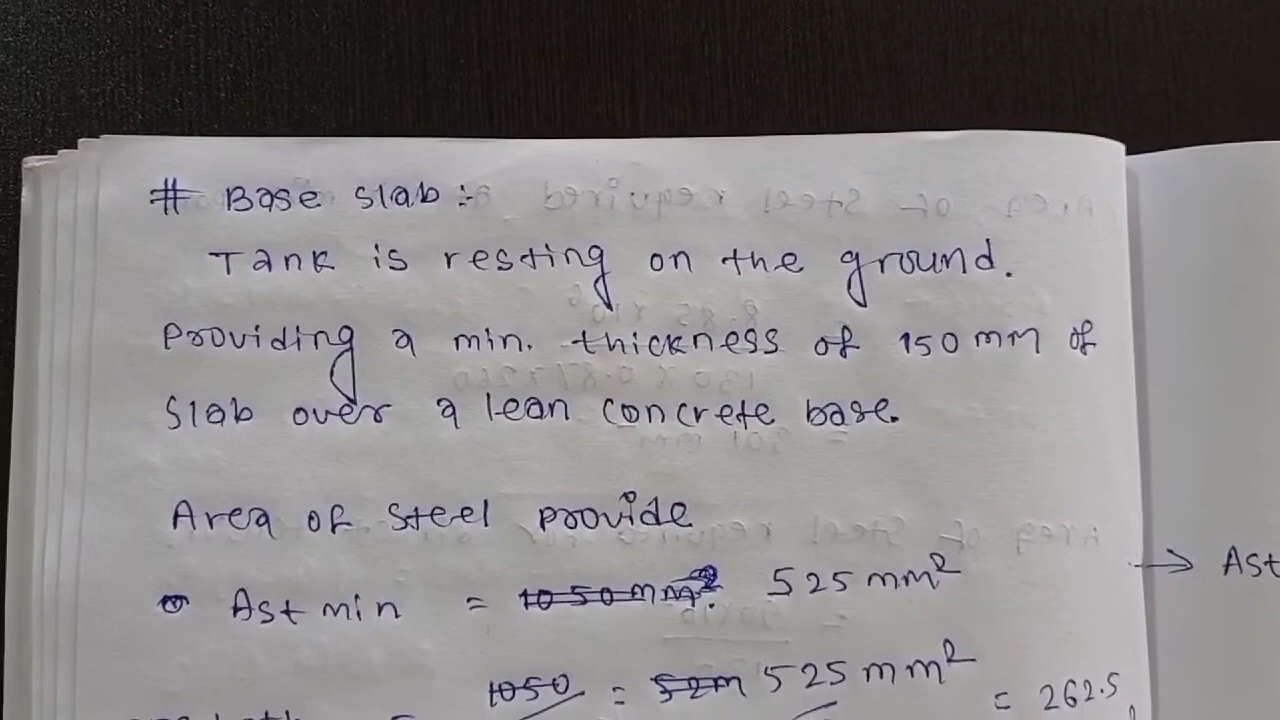 # Base slab :-
Tank is resting on the ground.
Providing a min. thickness of 150 mm of
slab over a lean concrete base.
Area of steel provide
Ast min = 1050 mm² 525 mm²
→ Ast
1050 = 525 mm²
= 262.5